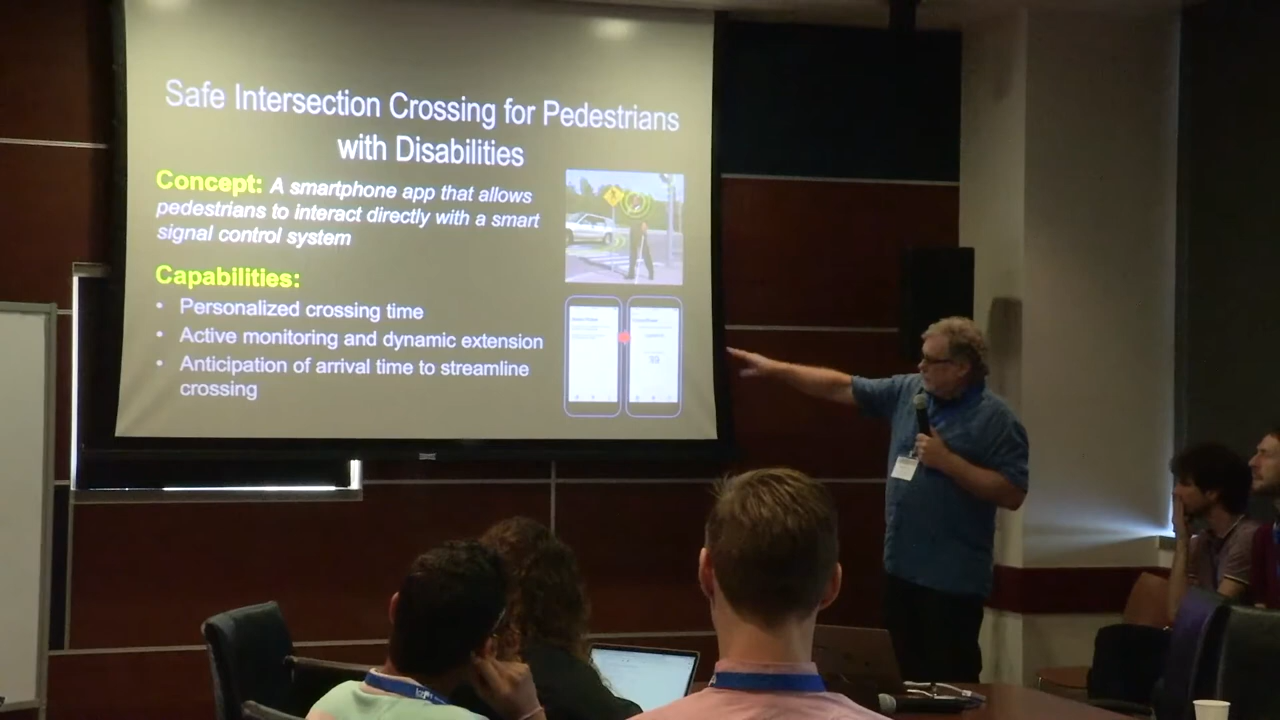 Safe Intersection Crossing for Pedestrians
with Disabilities
Concept: A smartphone app that allows
pedestrians to interact directly with a smart
signal control system
Capabilities:
• Personalized crossing time
• Active monitoring and dynamic extension
• Anticipation of arrival time to streamline
crossing